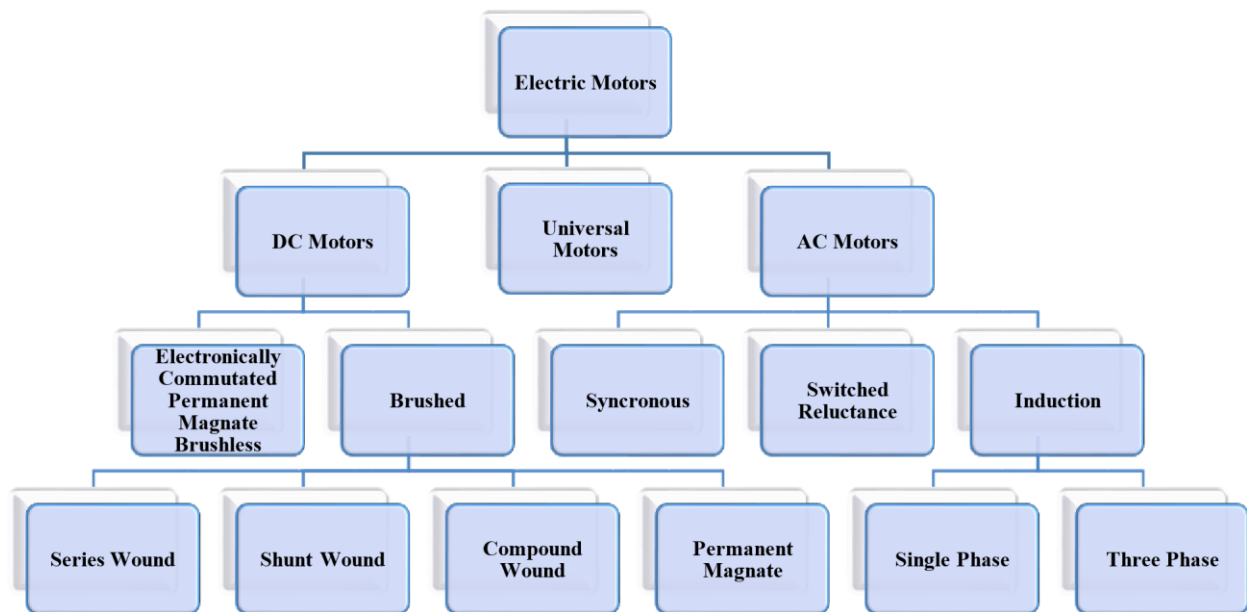 Electric Motors
DC Motors
Universal
Motors
AC Motors
Electronically
Commutated
Permanent
Magnate
Brushless
Brushed
Syncronous
Switched
Reluctance
Induction
Series Wound
Shunt Wound
Compound
Wound
Permanent
Magnate
Single Phase
Three Phase